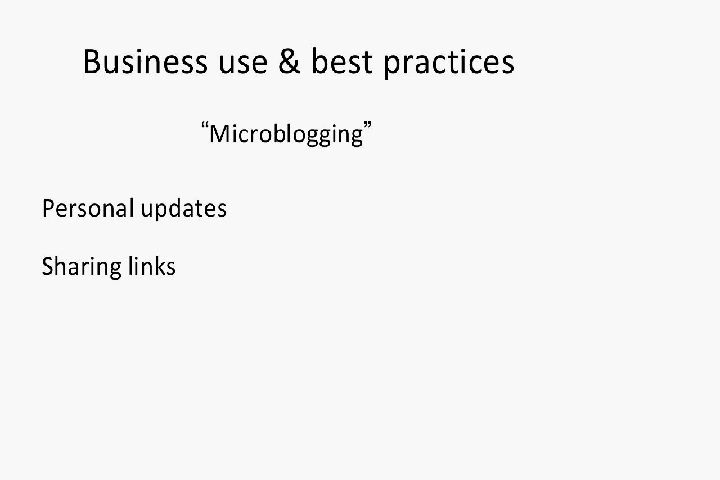 Business use & best practices
“Microblogging”
Personal updates
Sharing links